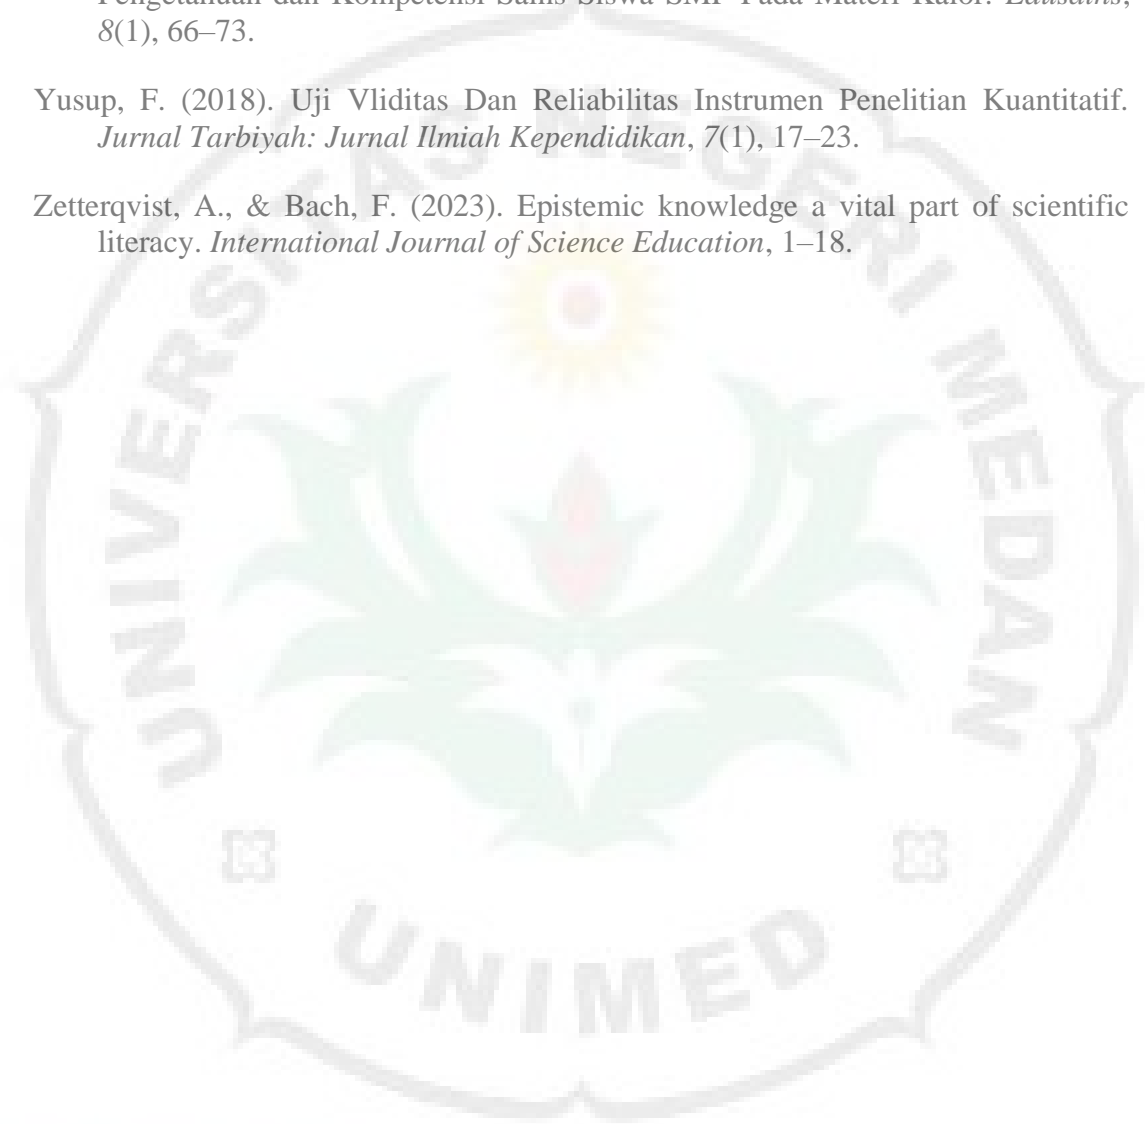 Pengetahuan dan Kompetensi Sains Siswa SMP Pada Materi Kalor. Edusains,
8(1), 66–73.
Yusup, F. (2018). Uji Vliditas Dan Reliabilitas Instrumen Penelitian Kuantitatif.
Jurnal Tarbiyah: Jurnal Ilmiah Kependidikan, 7(1), 17–23.
Zetterqvist, A., & Bach, F. (2023). Epistemic knowledge a vital part of scientific
literacy. International Journal of Science Education, 1–18.
UNIVERSITAS NEGERI MEDAN
UNIMED